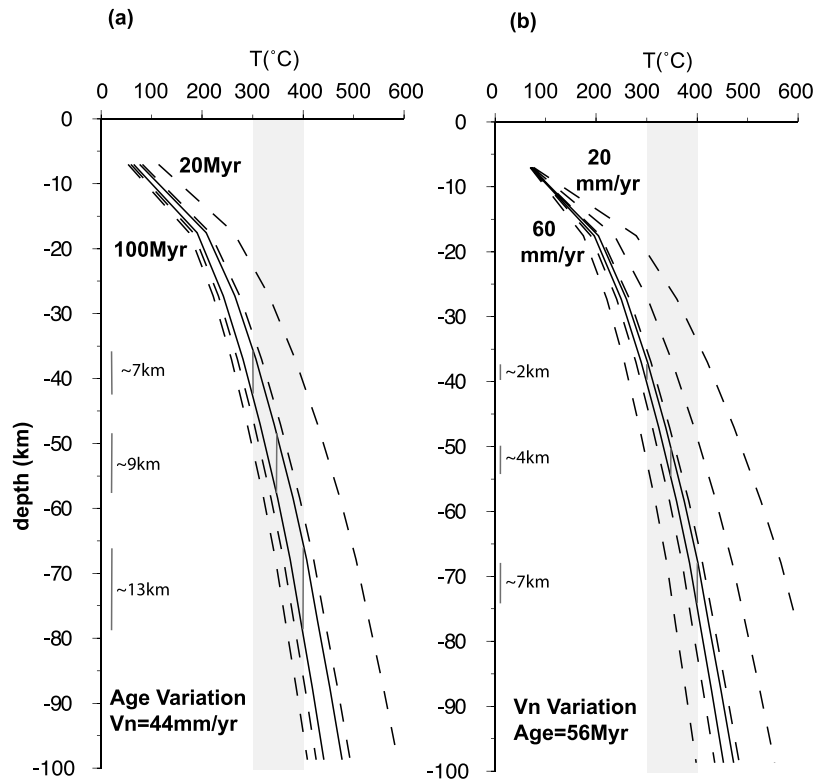 (a)
T(˚C)
0 100 200 300 400 500 600
0
-10
-20
-30
-40
-50
-60
-70
-80
-90
-100
depth (km)
20Myr
100Myr
~7km
~9km
~13km
Age Variation
Vn=44mm/yr
(b)
T(˚C)
0 100 200 300 400 500 600
0
-10
-20
-30
-40
-50
-60
-70
-80
-90
-100
20
mm/yr
60
mm/yr
~2km
~4km
~7km
Vn Variation
Age=56Myr